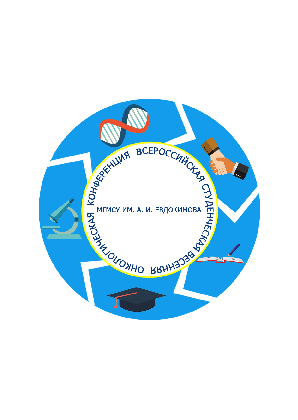 ВСЕРОССИЙСКАЯ СТУДЕНЧЕСКАЯ ВЕСЕННЯЯ ОНКОЛОГИЧЕСКАЯ КОНФЕРЕНЦИЯ
МГМСУ ИМ. А. И. ЕВДОКИМОВА